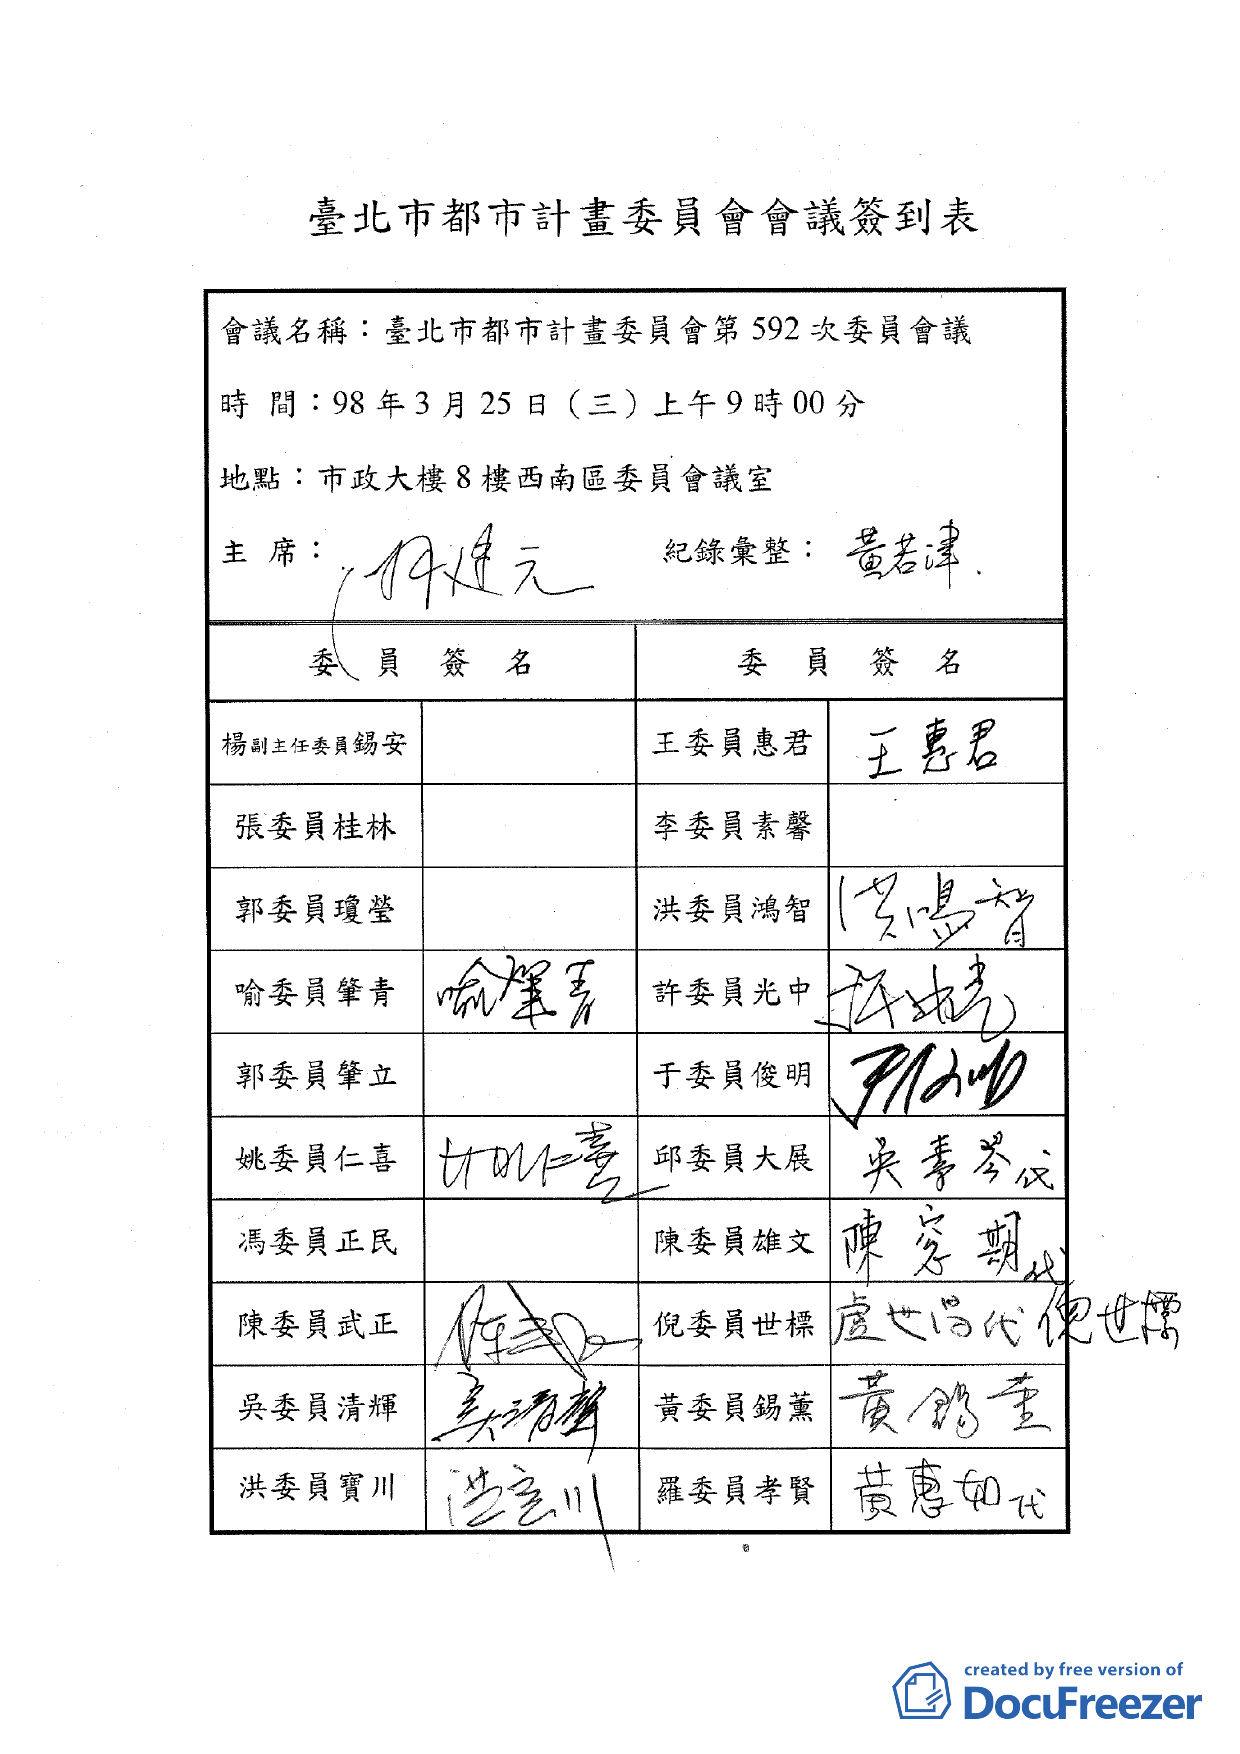 臺北市都市計畫委員會會議簽到表
會議名稱：臺北市都市計畫委員會第 592 次委員會議
時 間：98 年 3 月 25 日（三）上午 9 時 00 分
地點：市政大樓 8 樓西南區委員會議室
主 席： 紀錄彙整： 黃若津
委 員 簽 名 委 員 簽 名
楊副主任委員錫安 王委員惠君 王惠君
張委員桂林 李委員素馨
郭委員瓊瑩 洪委員鴻智 洪鴻智
喻委員肇青 喻肇青 許委員光中
郭委員肇立 于委員俊明 于俊明
姚委員仁喜 姚仁喜 邱委員大展 吳素芩代
馮委員正民 陳委員雄文 陳容期代
陳委員武正 陳武正 倪委員世標 盧世昌代 倪世標
吳委員清輝 吳清輝 黃委員錫薰 黃錫薰
洪委員寶川 洪寶川 羅委員孝賢 黃惠如代
created by free version of
DocuFreezer